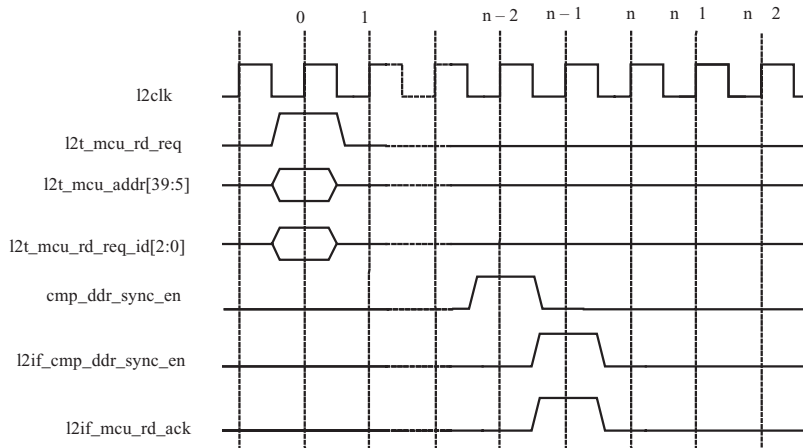 0 1 n – 2 n – 1 n n 1 n 2
l2clk
l2t_mcu_rd_req
l2t_mcu_addr[39:5]
l2t_mcu_rd_req_id[2:0]
cmp_ddr_sync_en
l2if_cmp_ddr_sync_en
l2if_mcu_rd_ack